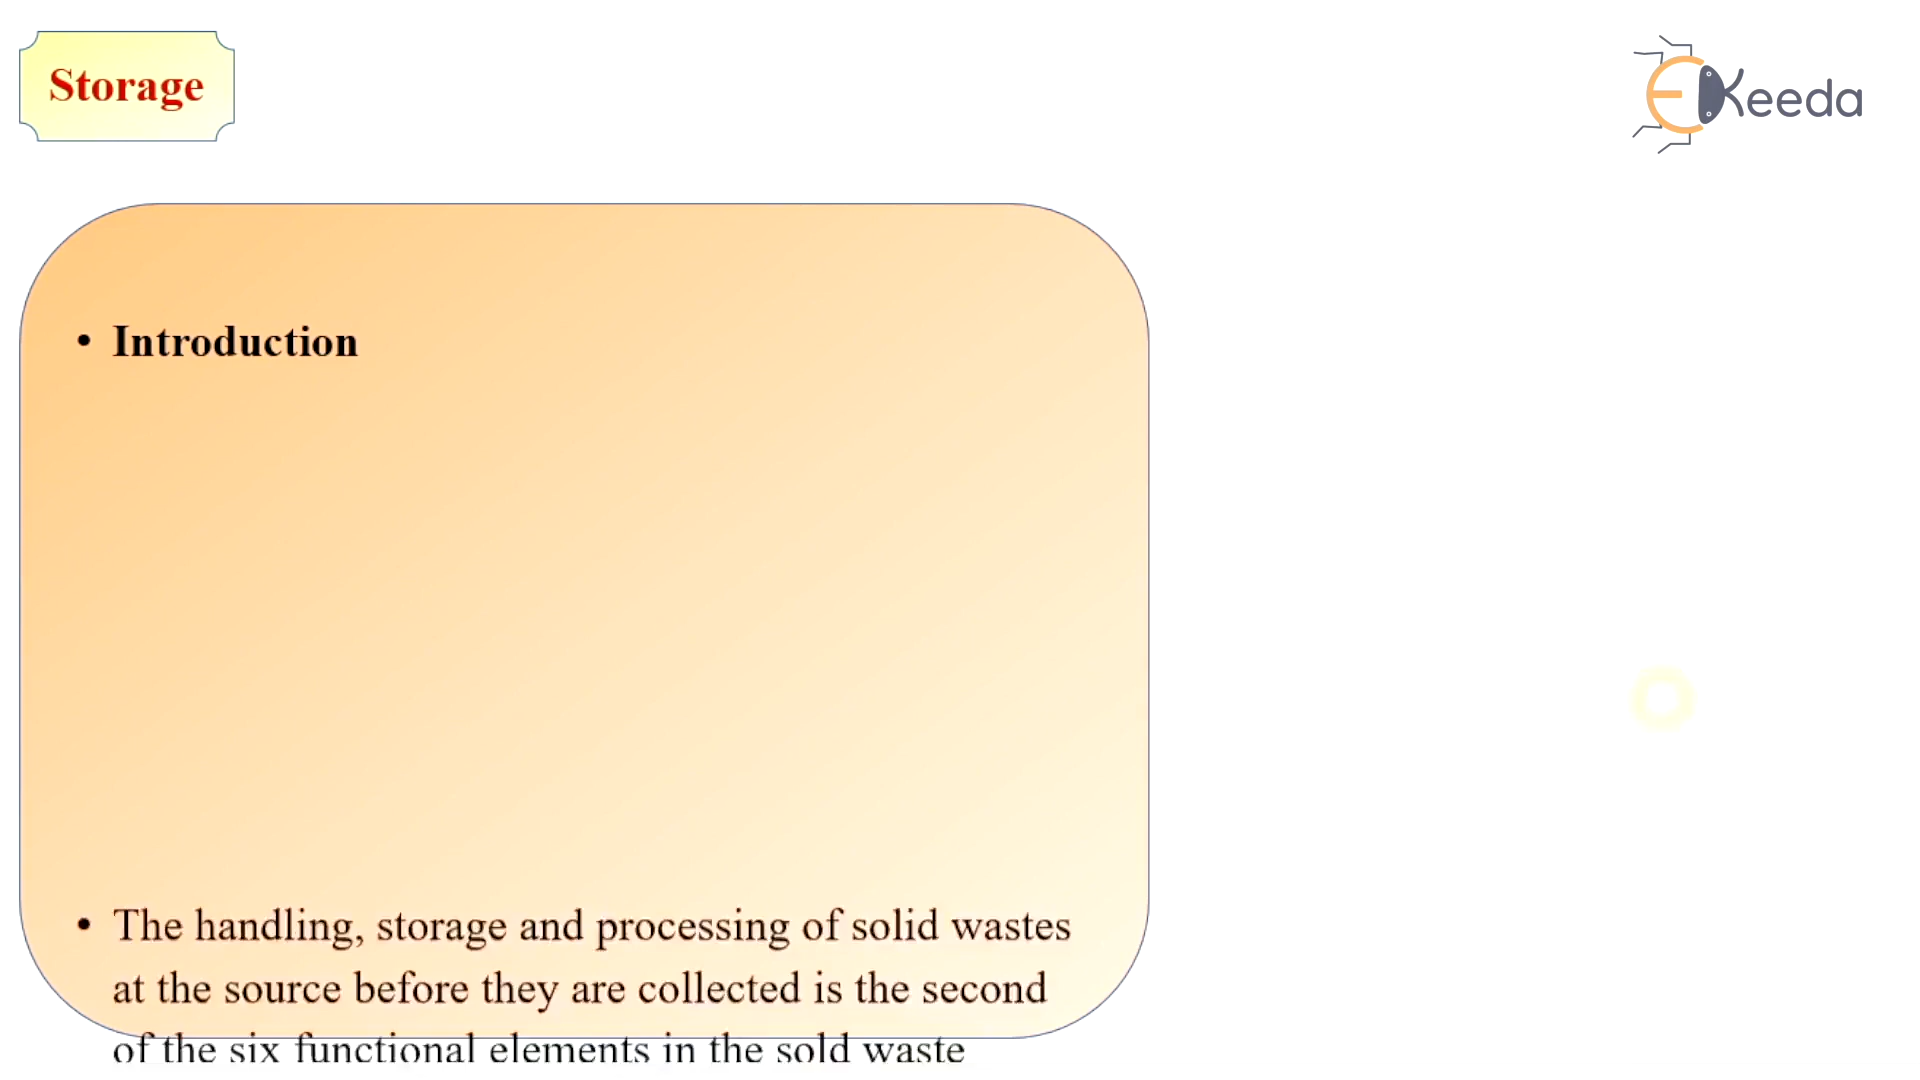 Storage
EKeeda
• Introduction
• The handling, storage and processing of solid wastes
at the source before they are collected is the second
of the six functional elements in the sold waste